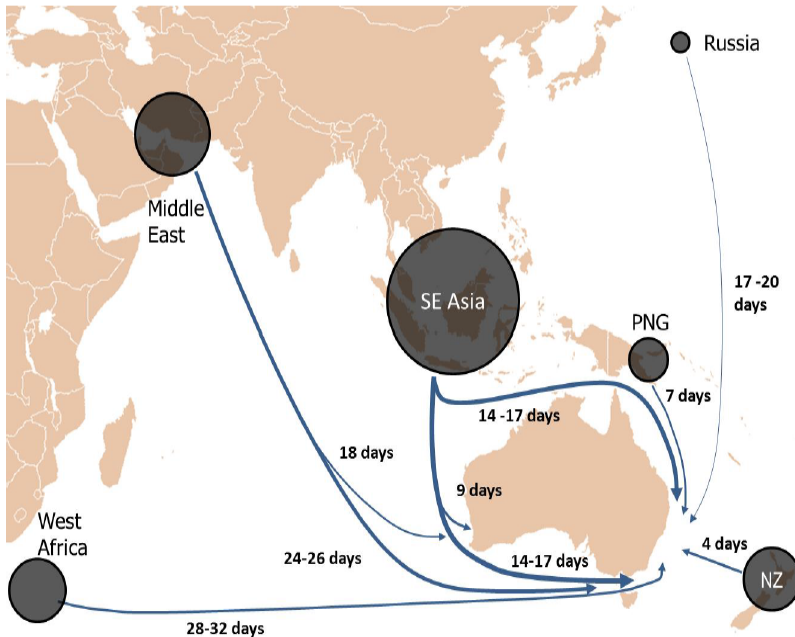 Russia
Middle
East
SE Asia
17 -20
days
PNG
7 days
14 -17 days
18 days
9 days
West
Africa
24-26 days
14-17 days
4 days
NZ
28-32 days